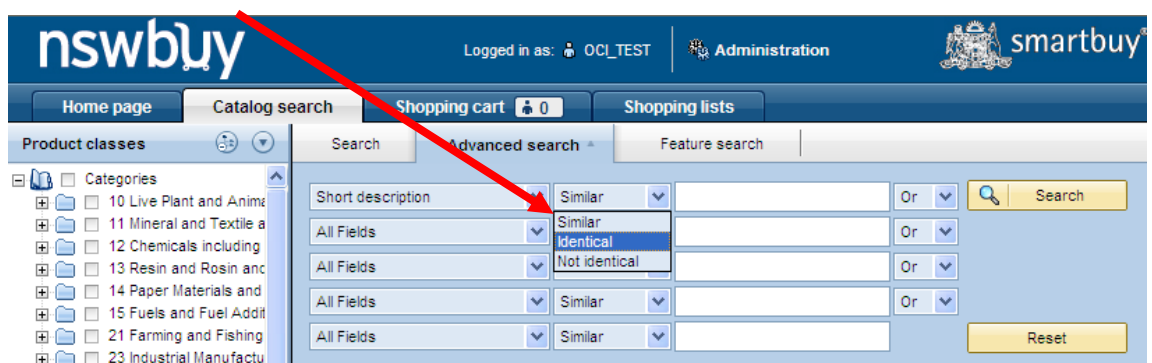 nswbuy
Logged in as: OCI_TEST
Administration
smartbuy®
Home page
Catalog search
Shopping cart 0
Shopping lists
Product classes
Search
Advanced search
Feature search
Categories
10 Live Plant and Anima
11 Mineral and Textile a
12 Chemicals including
13 Resin and Rosin and
14 Paper Materials and
15 Fuels and Fuel Addit
21 Farming and Fishing
23 Industrial Manufactu
Short description Similar Or Search
All Fields Or
All Fields Or
All Fields Similar Or
All Fields Similar Reset
Similar
Identical
Not identical